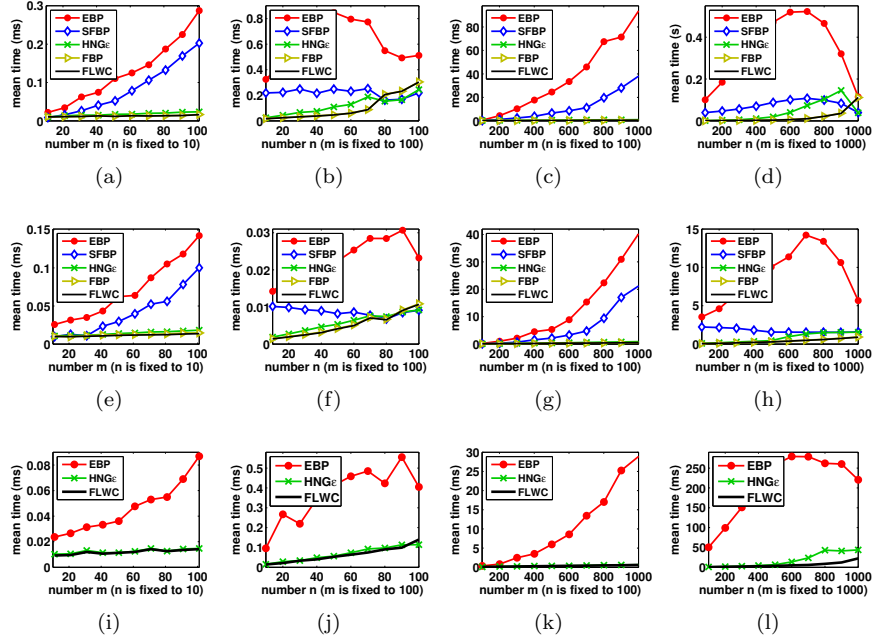 mean time (ms)
0.3
0.2
0.1
0
EBP
SFBP
HNGε
FBP
FLWC
20 40 60 80 100
number m (n is fixed to 10)
(a)
mean time (ms)
0.8
0.6
0.4
0.2
0
EBP
SFBP
HNGε
FBP
FLWC
20 40 60 80 100
number n (m is fixed to 100)
(b)
mean time (ms)
80
60
40
20
0
EBP
SFBP
HNGε
FBP
FLWC
200 400 600 800 1000
number m (n is fixed to 100)
(c)
mean time (s)
0.4
0.2
0
EBP
SFBP
HNGε
FBP
FLWC
200 400 600 800 1000
number n (m is fixed to 1000)
(d)
mean time (ms)
0.15
0.1
0.05
0
EBP
SFBP
HNGε
FBP
FLWC
20 40 60 80 100
number m (n is fixed to 10)
(e)
mean time (ms)
0.03
0.02
0.01
0
EBP
SFBP
HNGε
FBP
FLWC
20 40 60 80 100
number n (m is fixed to 100)
(f)
mean time (ms)
40
30
20
10
0
EBP
SFBP
HNGε
FBP
FLWC
200 400 600 800 1000
number m (n is fixed to 100)
(g)
mean time (ms)
15
10
5
0
EBP
SFBP
HNGε
FBP
FLWC
200 400 600 800 1000
number n (m is fixed to 1000)
(h)
mean time (ms)
0.08
0.06
0.04
0.02
0
EBP
HNGε
FLWC
20 40 60 80 100
number m (n is fixed to 10)
(i)
mean time (ms)
0.5
0.4
0.3
0.2
0.1
0
EBP
HNGε
FLWC
20 40 60 80 100
number n (m is fixed to 100)
(j)
mean time (ms)
30
25
20
15
10
5
0
EBP
HNGε
FLWC
200 400 600 800 1000
number m (n is fixed to 100)
(k)
mean time (ms)
250
200
150
100
50
0
EBP
HNGε
FLWC
200 400 600 800 1000
number n (m is fixed to 1000)
(l)